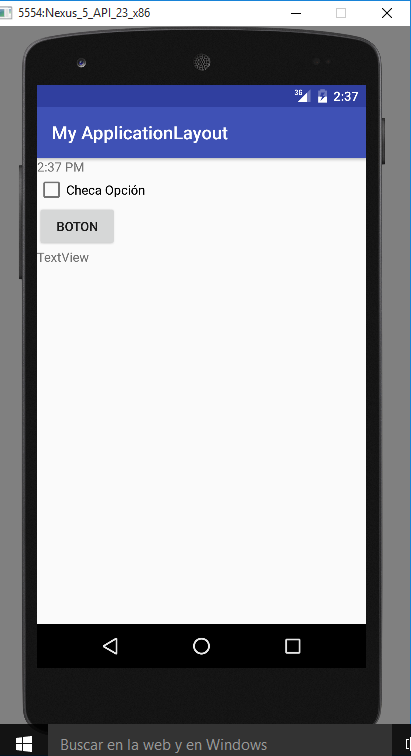 5554:Nexus_5_API_23_x86
3G 2:37
My ApplicationLayout
2:37 PM
Checa Opción
BOTON
TextView
Buscar en la web y en Windows